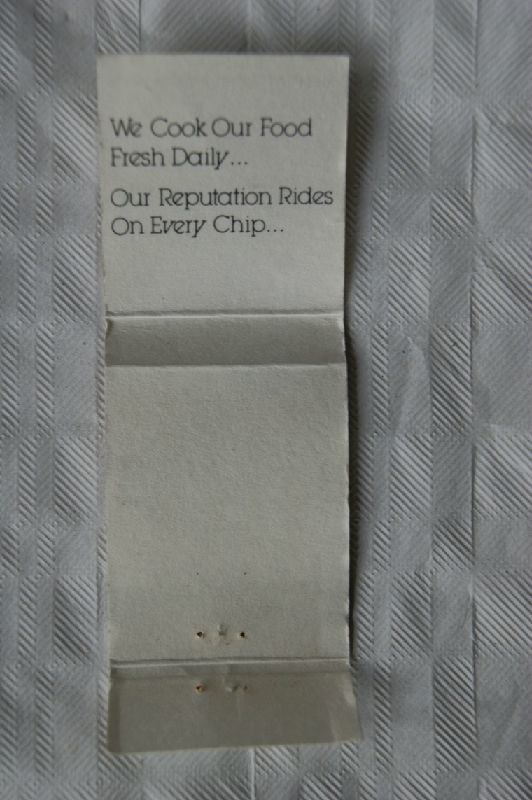 We Cook Our Food
Fresh Daily...
Our Reputation Rides
On Every Chip...